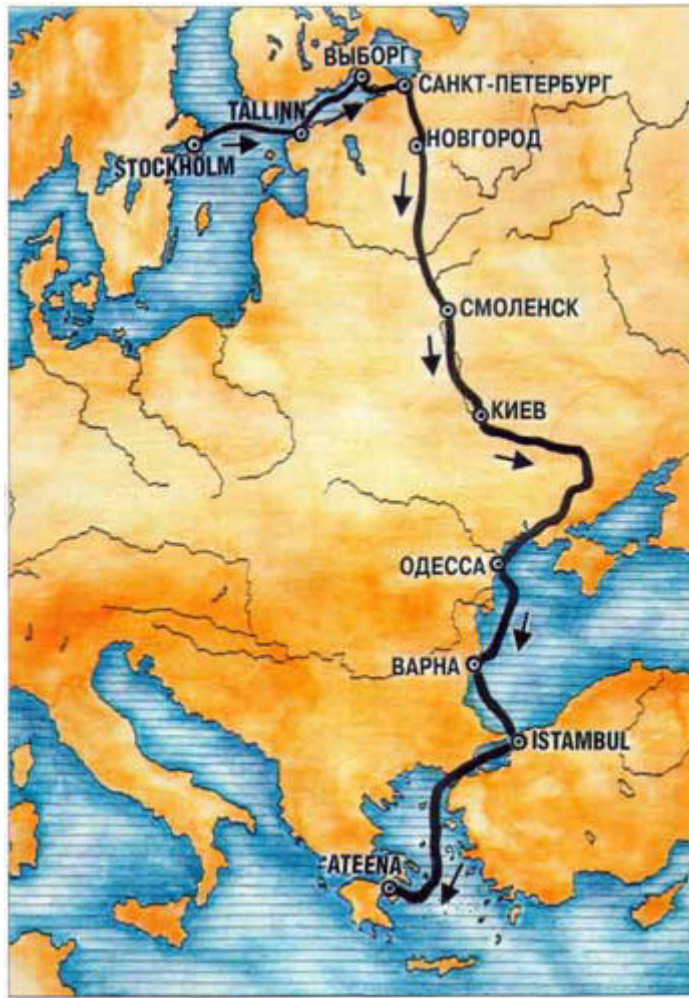 ВЫБОРГ
САНКТ-ПЕТЕРБУРГ
TALLINN
НОВГОРОД
STOCKHOLM
СМОЛЕНСК
КИЕВ
ОДЕССА
ВАРНА
ISTAMBUL
ATEENA